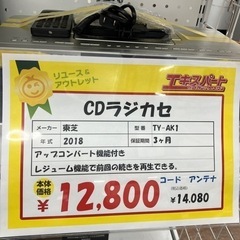 リユース&
アウトレット
テキスパート
CDラジカセ
メーカー 東芝 型番 TY-AK1
年式 2018 保証期間 3ヶ月
アップコンバート機能付き
レジューム機能で前回の続きを再生できる。
コード アンテナ
本体価格 ¥12,800 ¥14,080